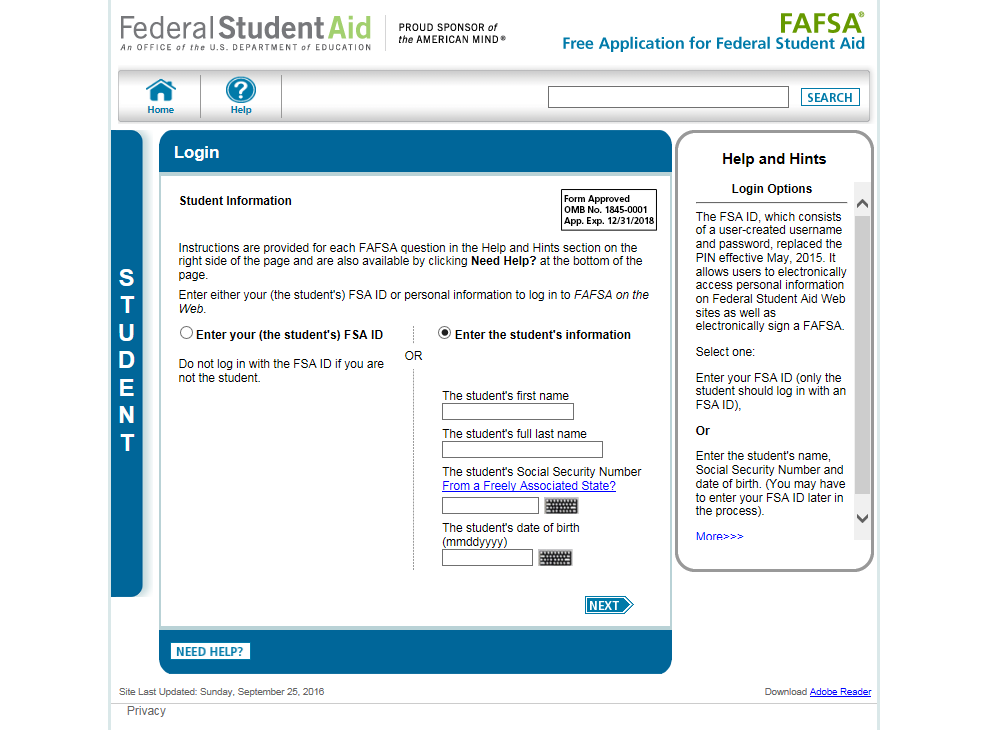 Federal Student Aid
An OFFICE of the U.S. DEPARTMENT of EDUCATION
PROUD SPONSOR of
the AMERICAN MIND®
FAFSA®
Free Application for Federal Student Aid
Home
Help
SEARCH
STUDENT
Login
Student Information
Form Approved
OMB No. 1845-0001
App. Exp. 12/31/2018
Instructions are provided for each FAFSA question in the Help and Hints section on the
right side of the page and are also available by clicking Need Help? at the bottom of the
page.
Enter either your (the student's) FSA ID or personal information to log in to FAFSA on the
Web.
Enter your (the student's) FSA ID
Do not log in with the FSA ID if you are
not the student.
OR
Enter the student's information
The student's first name
The student's full last name
The student's Social Security Number
From a Freely Associated State?
The student's date of birth
(mmddyyyy)
NEXT
NEED HELP?
Help and Hints
Login Options
The FSA ID, which consists
of a user-created username
and password, replaced the
PIN effective May, 2015. It
allows users to electronically
access personal information
on Federal Student Aid Web
sites as well as
electronically sign a FAFSA.
Select one:
Enter your FSA ID (only the
student should log in with an
FSA ID),
Or
Enter the student's name,
Social Security Number and
date of birth. (You may have
to enter your FSA ID later in
the process).
More>>>
Site Last Updated: Sunday, September 25, 2016
Download Adobe Reader
Privacy